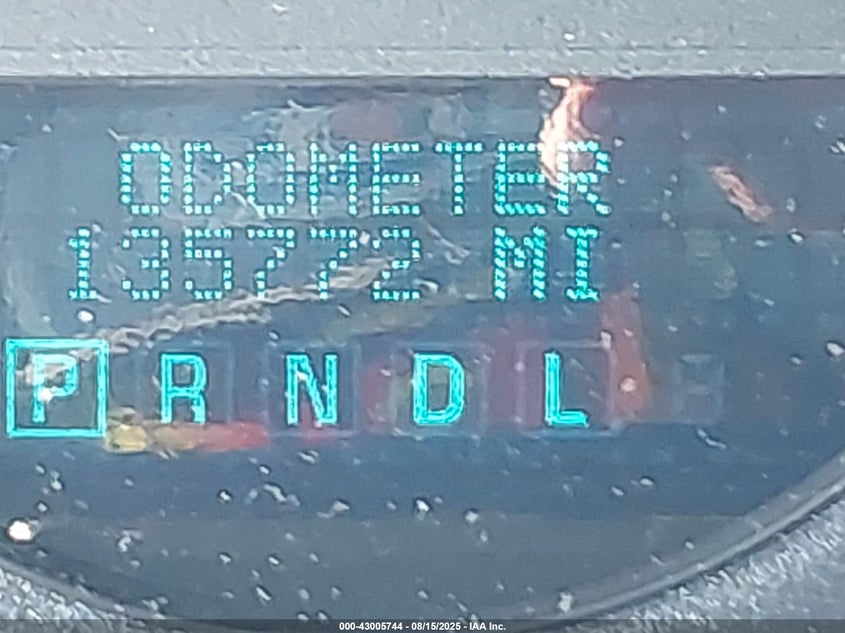 ODOMETER
135772 MI
P R N D L
000-43005744 - 08/15/2025 - IAA Inc.